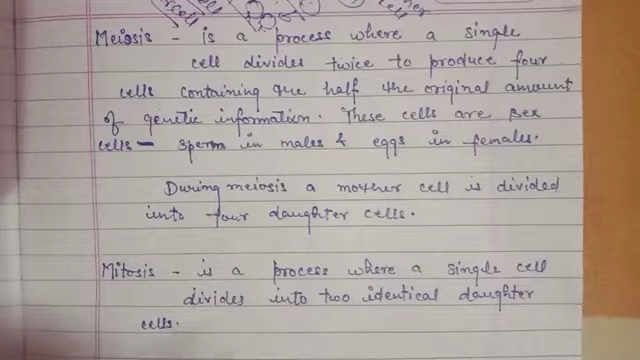 cell
cell
Meiosis - is a process where a single
cell divides twice to produce four
cells containing the half the original amount
of genetic information. These cells are sex
cells - sperm in males & eggs in females.
During meiosis a mother cell is divided
into four daughter cells.
Mitosis - is a process where a single cell
divides into two identical daughter
cells.